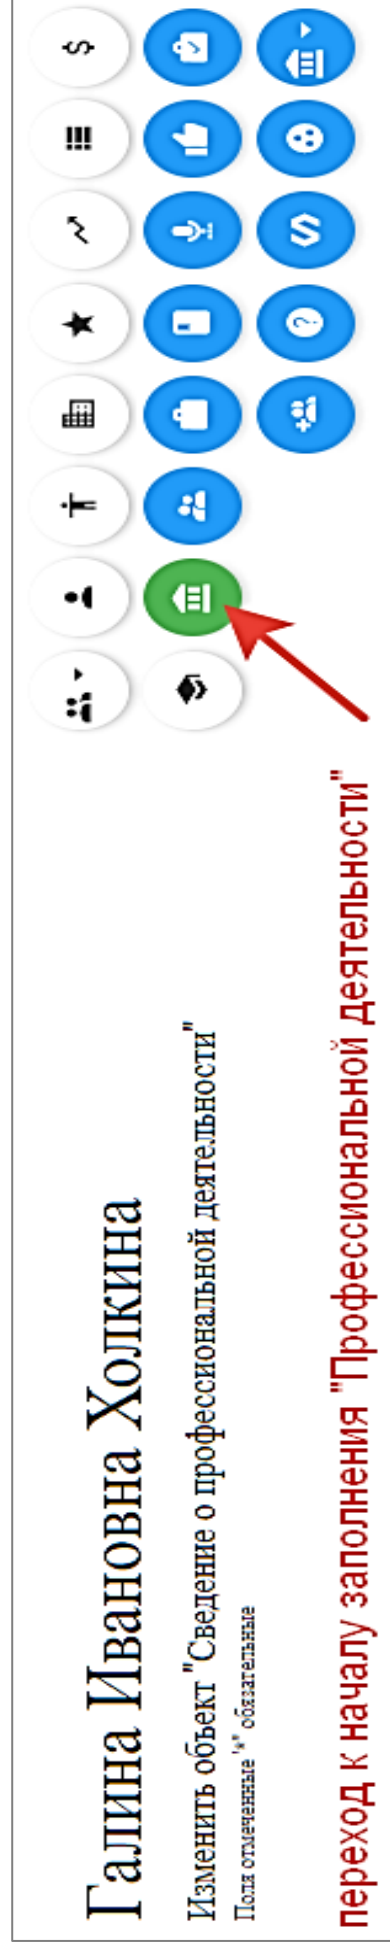 Галина Ивановна Холкина
Изменить объект "Сведение о профессиональной деятельности"
Поля отмеченные '*' обязательные
переход к началу заполнения "Профессиональной деятельности"